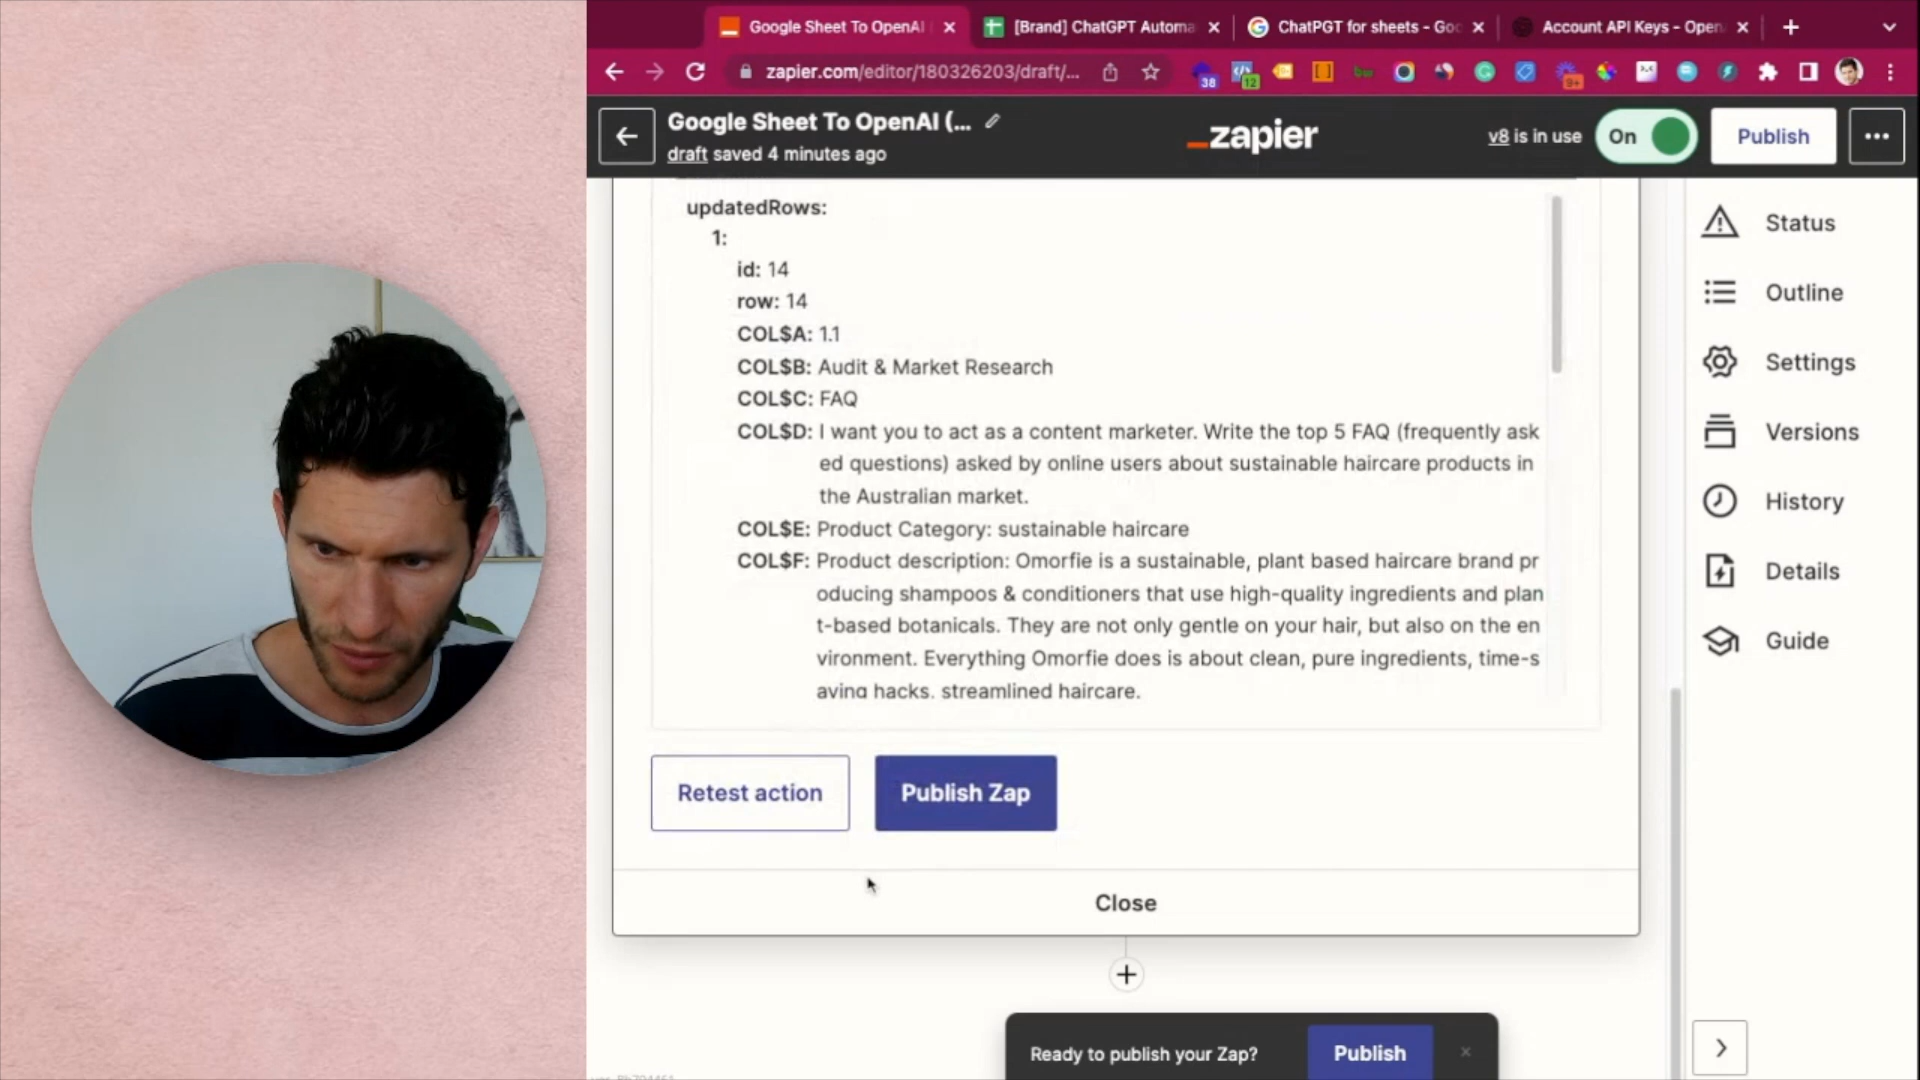 Google Sheet To OpenAI
[Brand] ChatGPT Automa
ChatPGT for sheets - Goo
Account API Keys - Open
zapier.com/editor/180326203/draft/...
38
12
9+
Google Sheet To OpenAI (...
draft saved 4 minutes ago
_zapier
v8 is in use
On
Publish
updatedRows:
1:
id: 14
row: 14
COL$A: 1.1
COL$B: Audit & Market Research
COL$C: FAQ
COL$D: I want you to act as a content marketer. Write the top 5 FAQ (frequently ask
ed questions) asked by online users about sustainable haircare products in
the Australian market.
COL$E: Product Category: sustainable haircare
COL$F: Product description: Omorfie is a sustainable, plant based haircare brand pr
oducing shampoos & conditioners that use high-quality ingredients and plan
t-based botanicals. They are not only gentle on your hair, but also on the en
vironment. Everything Omorfie does is about clean, pure ingredients, time-s
aving hacks, streamlined haircare.
Retest action
Publish Zap
Close
Ready to publish your Zap?
Publish
Status
Outline
Settings
Versions
History
Details
Guide